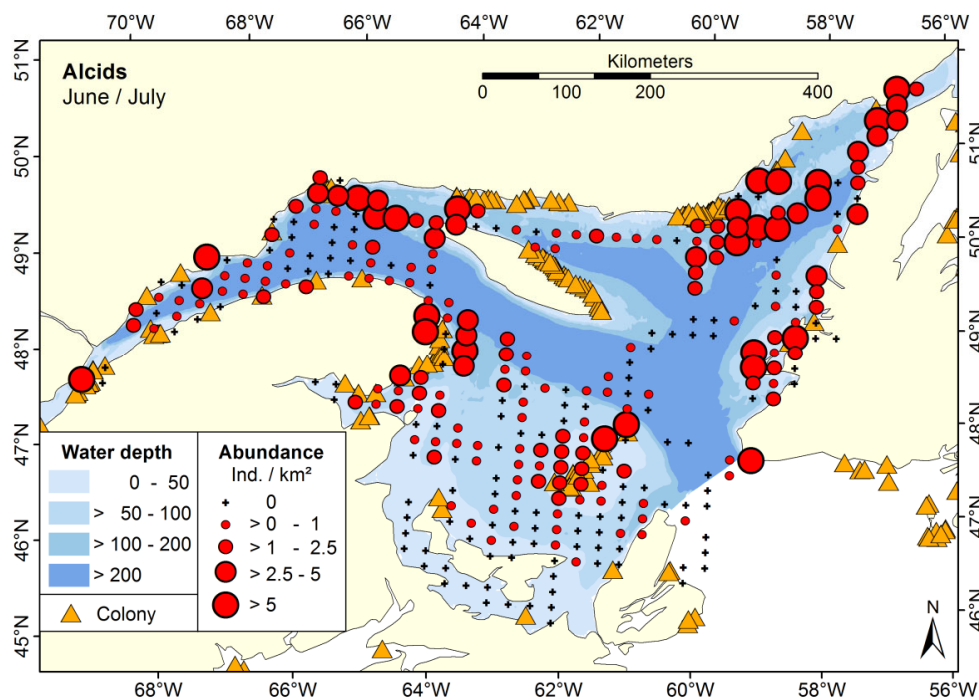 70°W 68°W 66°W 64°W 62°W 60°W 58°W 56°W
Alcids
June / July
Kilometers
0 100 200 400
51°N
50°N
49°N
48°N
47°N
46°N
45°N
51°N
50°N
49°N
48°N
47°N
46°N
45°N
Water depth
0 - 50
> 50 - 100
> 100 - 200
> 200
Colony
Abundance
Ind. / km²
0
> 0 - 1
> 1 - 2.5
> 2.5 - 5
> 5
N
68°W 66°W 64°W 62°W 60°W 58°W 56°W